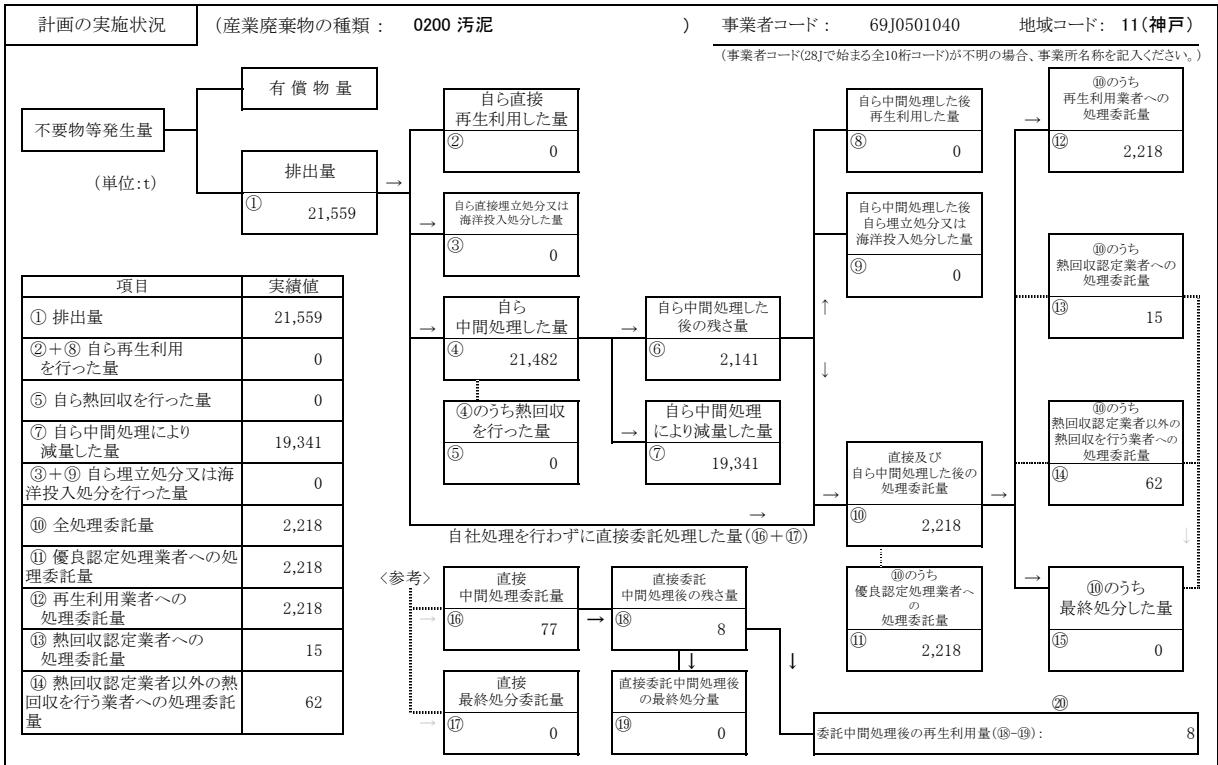 計画の実施状況
(産業廃棄物の種類： 0200 汚泥 )
事業者コード： 69J0501040
地域コード： 11(神戸)
(事業者コード(28Jで始まる全10桁コード)が不明の場合、事業所名称を記入ください。)
不要物等発生量
(単位:t)
有 償 物 量
排出量
→
① 21,559
自ら直接
再生利用した量
② 0
→
自ら直接埋立処分又は
海洋投入処分した量
③ 0
→
自ら
中間処理した量
④ 21,482
④のうち熱回収
を行った量
⑤ 0
→
自ら中間処理した
後の残さ量
⑥ 2,141
→
自ら中間処理
により減量した量
⑦ 19,341
自ら中間処理した後
再生利用した量
⑧ 0
自ら中間処理した後
自ら埋立処分又は
海洋投入処分した量
⑨ 0
↑
↓
→
直接及び
自ら中間処理した後の
処理委託量
⑩ 2,218
→
⑩のうち
優良認定処理業者へ
の
処理委託量
⑪ 2,218
→
⑩のうち
再生利用業者への
処理委託量
⑫ 2,218
⑩のうち
熱回収認定業者への
処理委託量
⑬ 15
⑩のうち
熱回収認定業者以外の
熱回収を行う業者への
処理委託量
⑭ 62
↓
→
⑩のうち
最終処分した量
⑮ 0
項目 実績値
① 排出量 21,559
②＋⑧ 自ら再生利用
を行った量 0
⑤ 自ら熱回収を行った量 0
⑦ 自ら中間処理により
減量した量 19,341
③＋⑨ 自ら埋立処分又は海
洋投入処分を行った量 0
⑩ 全処理委託量 2,218
⑪ 優良認定処理業者への処
理委託量 2,218
⑫ 再生利用業者への
処理委託量 2,218
⑬ 熱回収認定業者への
処理委託量 15
⑭ 熱回収認定業者以外の熱
回収を行う業者への処理委託
量 62
→
自社処理を行わずに直接委託処理した量(⑯＋⑰)
〈参考〉
→
直接
中間処理委託量
⑯ 77
→
直接委託
中間処理後の残さ量
⑱ 8
→
直接
最終処分委託量
⑰ 0
↓
直接委託中間処理後
の最終処分量
⑲ 0
↓
⑳
委託中間処理後の再生利用量(⑱-⑲)： 8